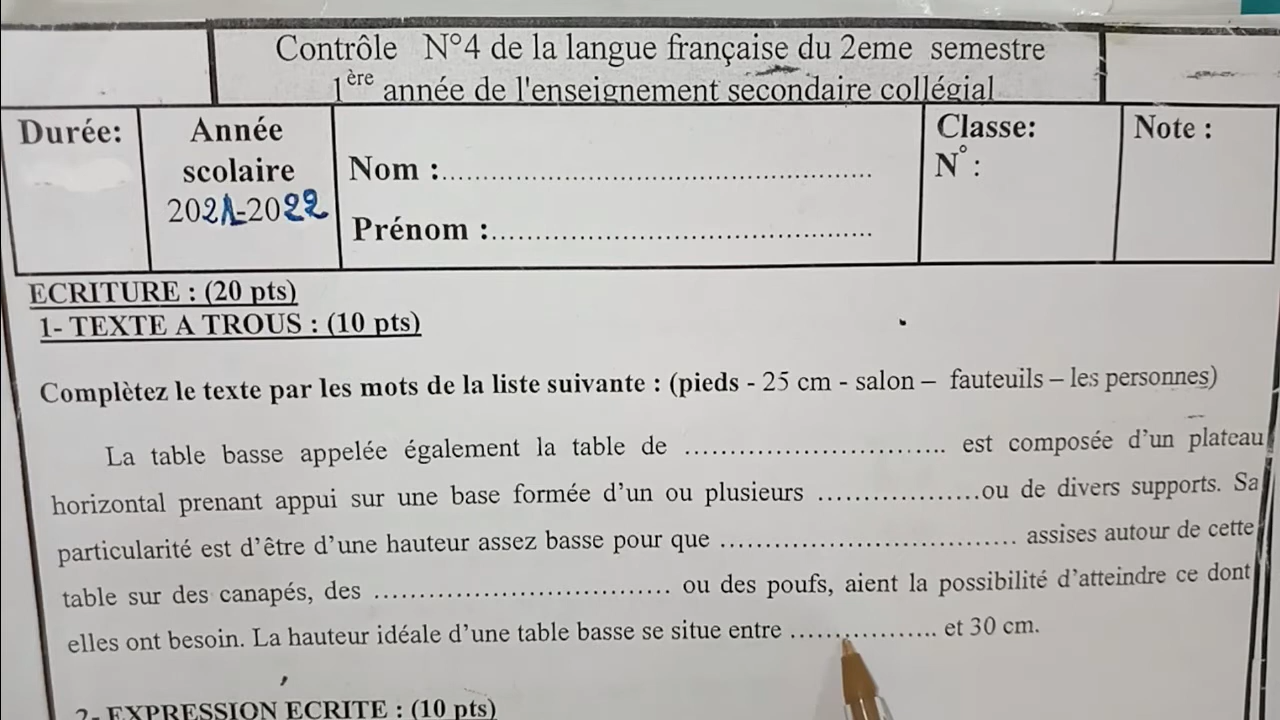 Contrôle N°4 de la langue française du 2eme semestre
1ère année de l'enseignement secondaire collégial
Durée:
Année
scolaire
2021-2022
Nom :..........................................................
Prénom :..................................................
Classe:
N° :
Note :
ECRITURE : (20 pts)
1- TEXTE A TROUS : (10 pts)
Complètez le texte par les mots de la liste suivante : (pieds - 25 cm - salon – fauteuils – les personnes)
La table basse appelée également la table de ............................. est composée d'un plateau
horizontal prenant appui sur une base formée d'un ou plusieurs ...................ou de divers supports. Sa
particularité est d'être d'une hauteur assez basse pour que ................................. assises autour de cette
table sur des canapés, des ................................. ou des poufs, aient la possibilité d'atteindre ce dont
elles ont besoin. La hauteur idéale d'une table basse se situe entre ................. et 30 cm.
2- EXPRESSION ECRITE : (10 pts)